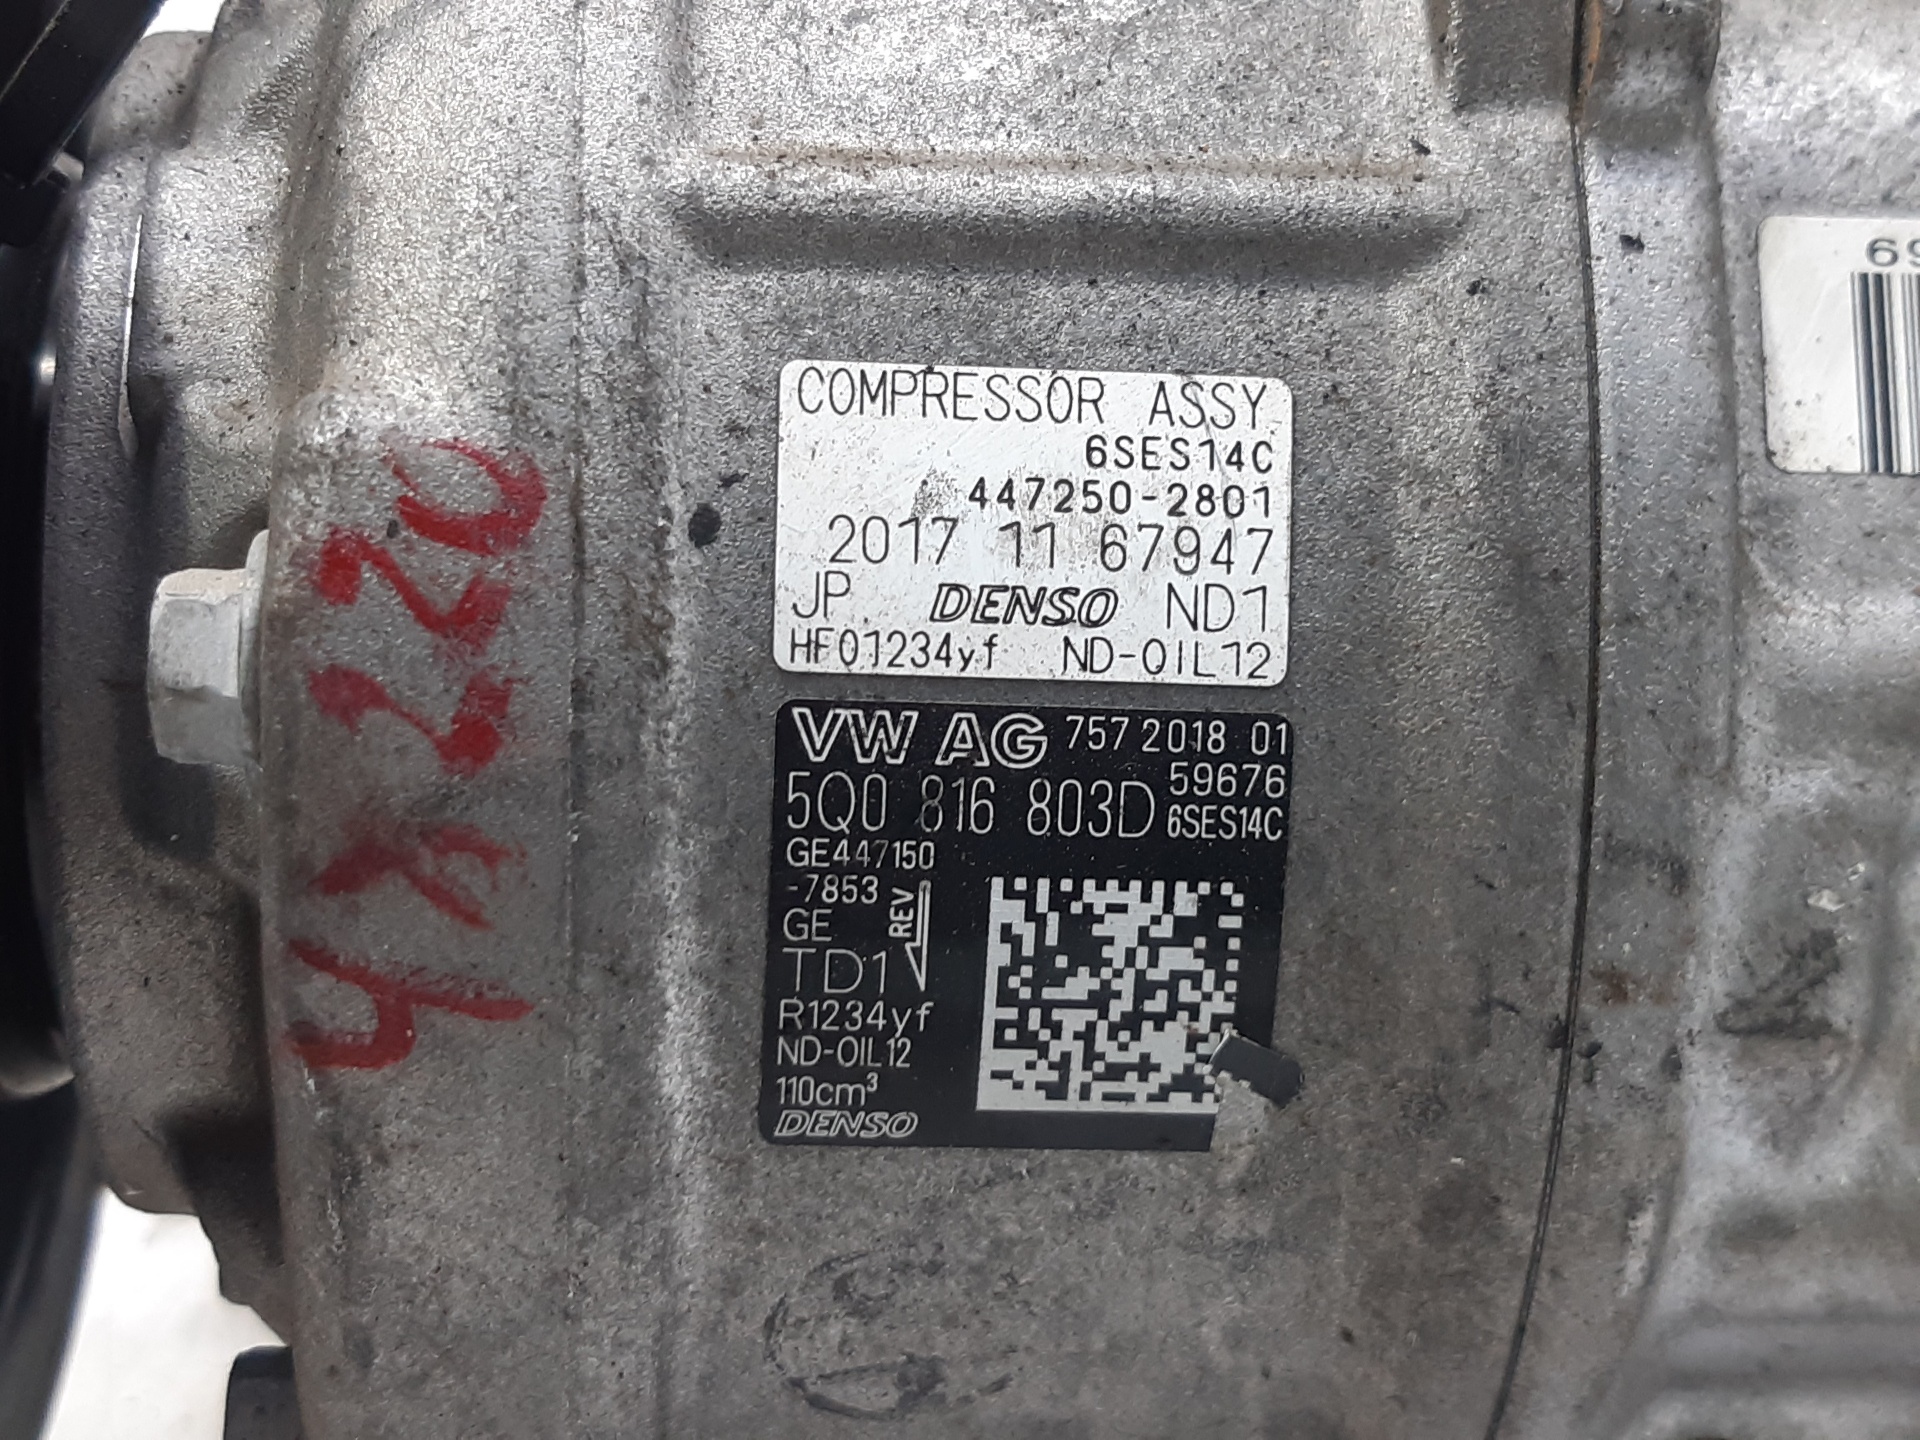 COMPRESSOR ASSY
6SES14C
447250-2801
2017 11 67947
JP DENSO ND1
HFO1234yf ND-OIL12
VW AG 757 2018 01
59676
5Q0 816 803D 6SES14C
GE447150
-7853
GE REV
TD1
R1234yf
ND-OIL12
110cm³
DENSO